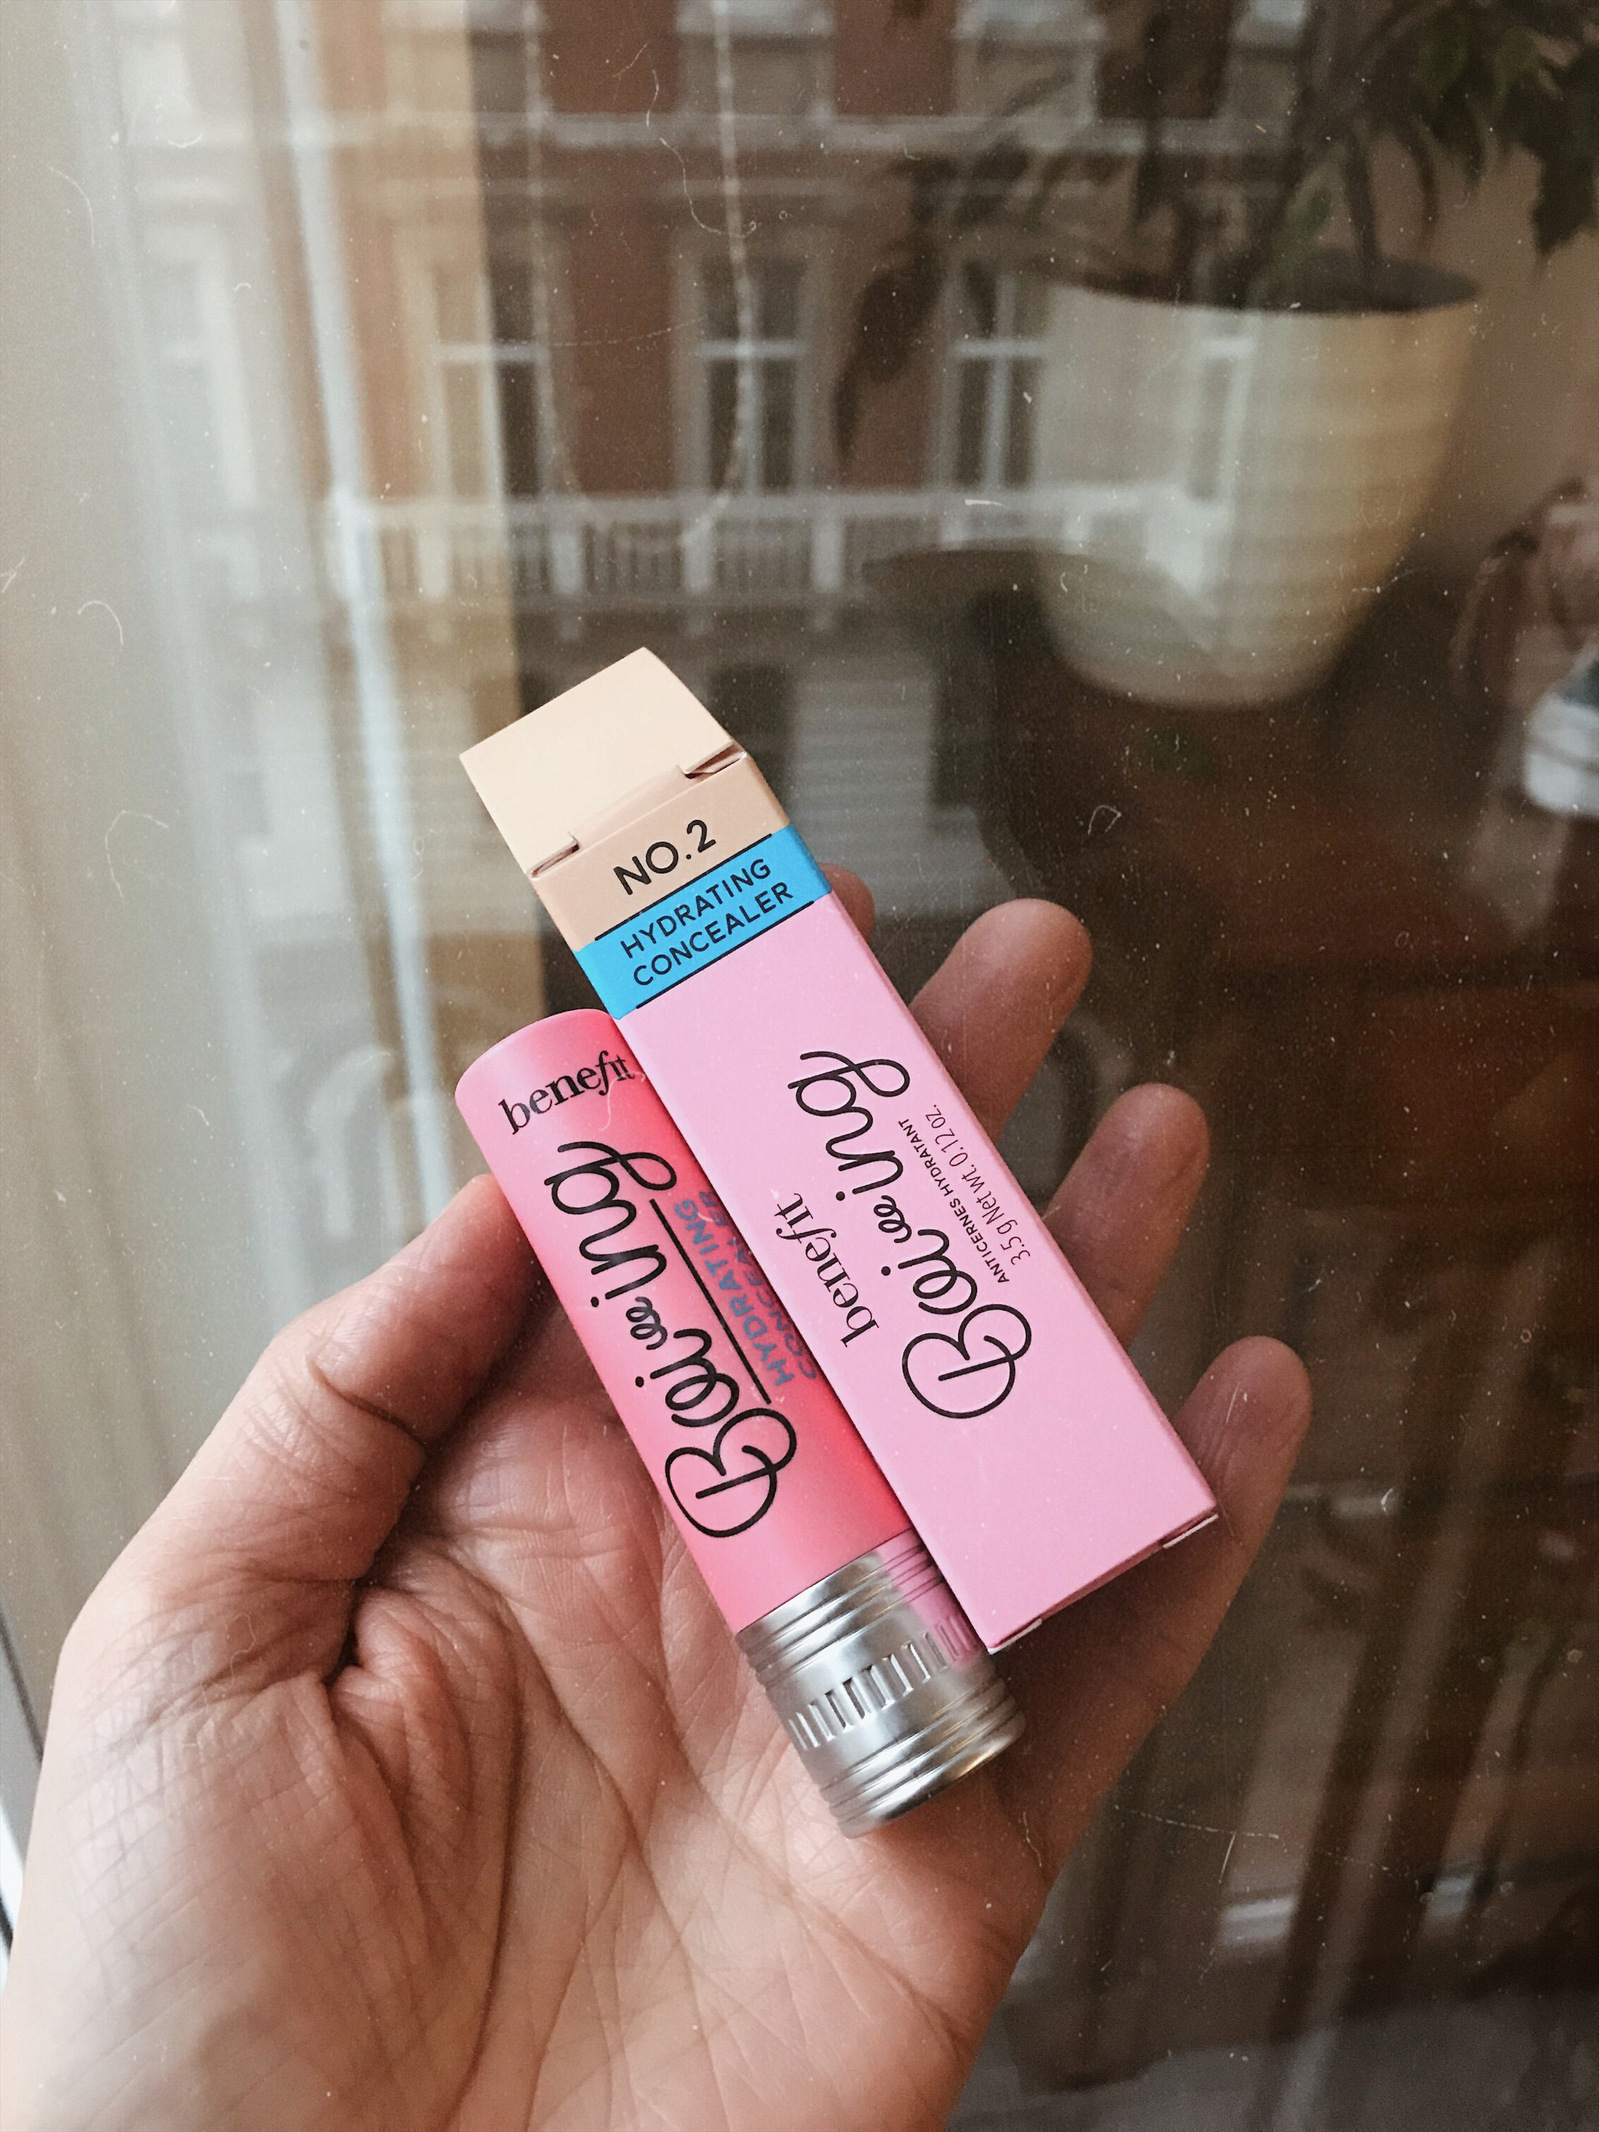 NO.2
HYDRATING
CONCEALER
benefit
Boi-ing
ANTICERNES HYDRATANT
3.5 g Net wt. 0.12 oz.
benefit
Boi-ing
HYDRATING
CONCEALER